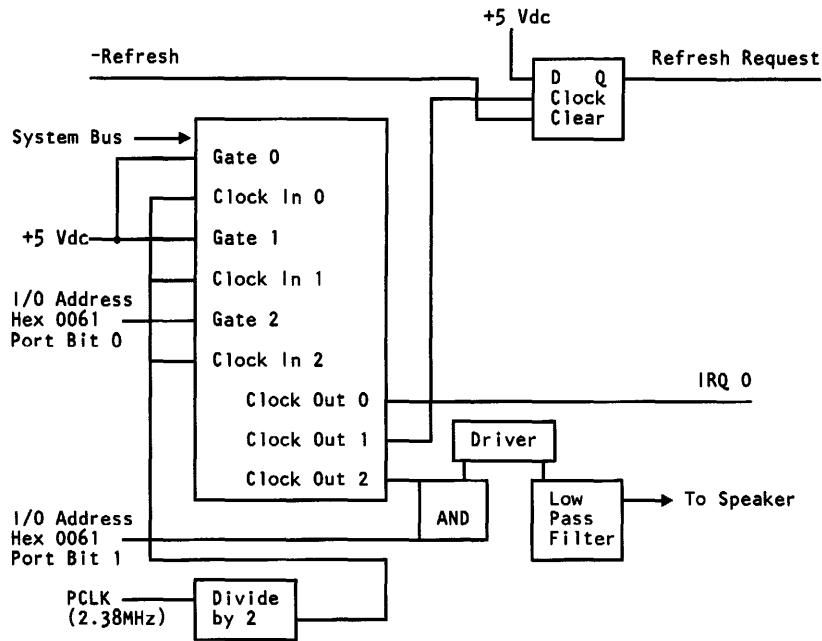 +5 Vdc
-Refresh
Refresh Request
D Q
Clock
Clear
System Bus
Gate 0
Clock In 0
+5 Vdc
Gate 1
Clock In 1
I/O Address
Hex 0061
Port Bit 0
Gate 2
Clock In 2
Clock Out 0
IRQ 0
Clock Out 1
Driver
Clock Out 2
AND
Low
Pass
Filter
To Speaker
I/O Address
Hex 0061
Port Bit 1
PCLK
(2.38MHz)
Divide
by 2